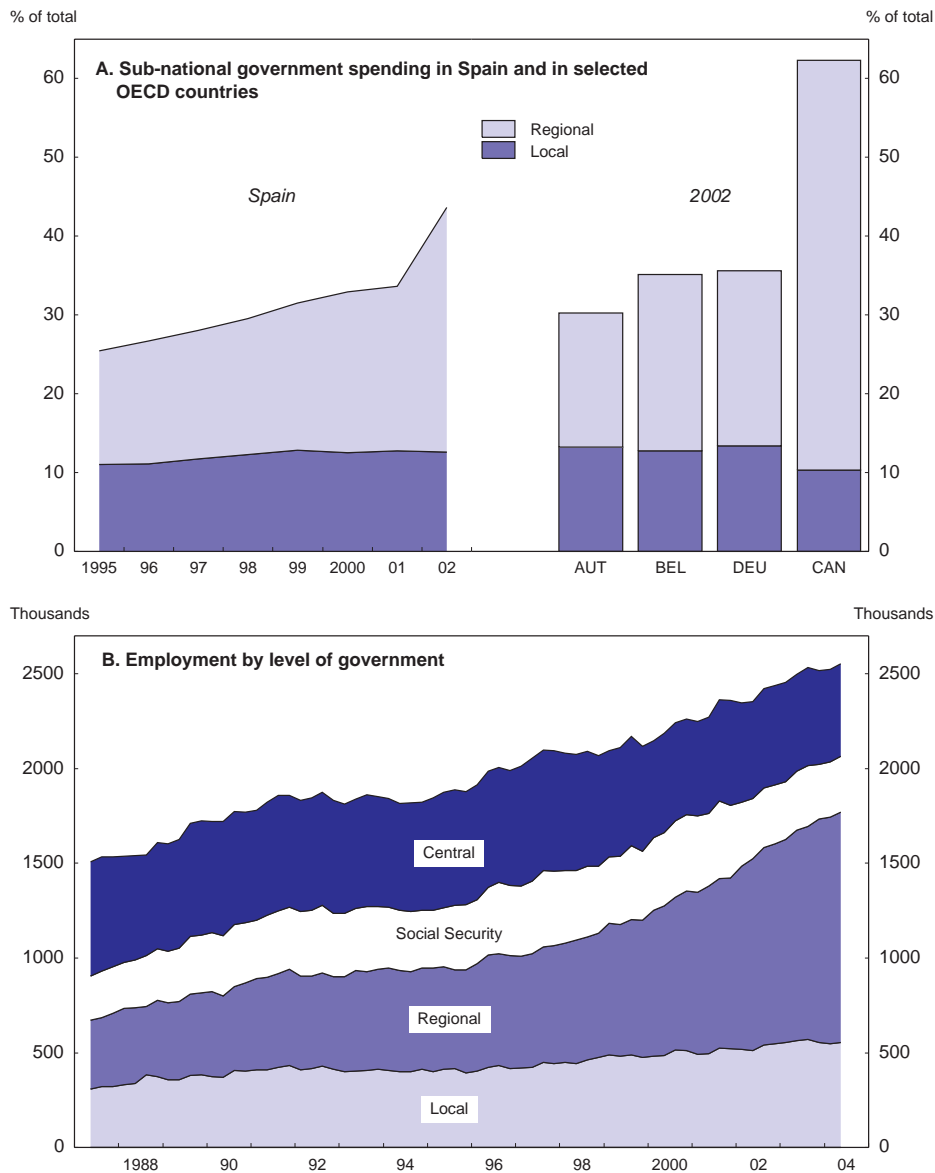 % of total
% of total
A. Sub-national government spending in Spain and in selected
OECD countries
Regional
Local
Spain
2002
60
50
40
30
20
10
0
60
50
40
30
20
10
0
1995 96 97 98 99 2000 01 02 AUT BEL DEU CAN
Thousands
Thousands
B. Employment by level of government
2500
2000
1500
1000
500
0
2500
2000
1500
1000
500
0
Central
Social Security
Regional
Local
1988 90 92 94 96 98 2000 02 04